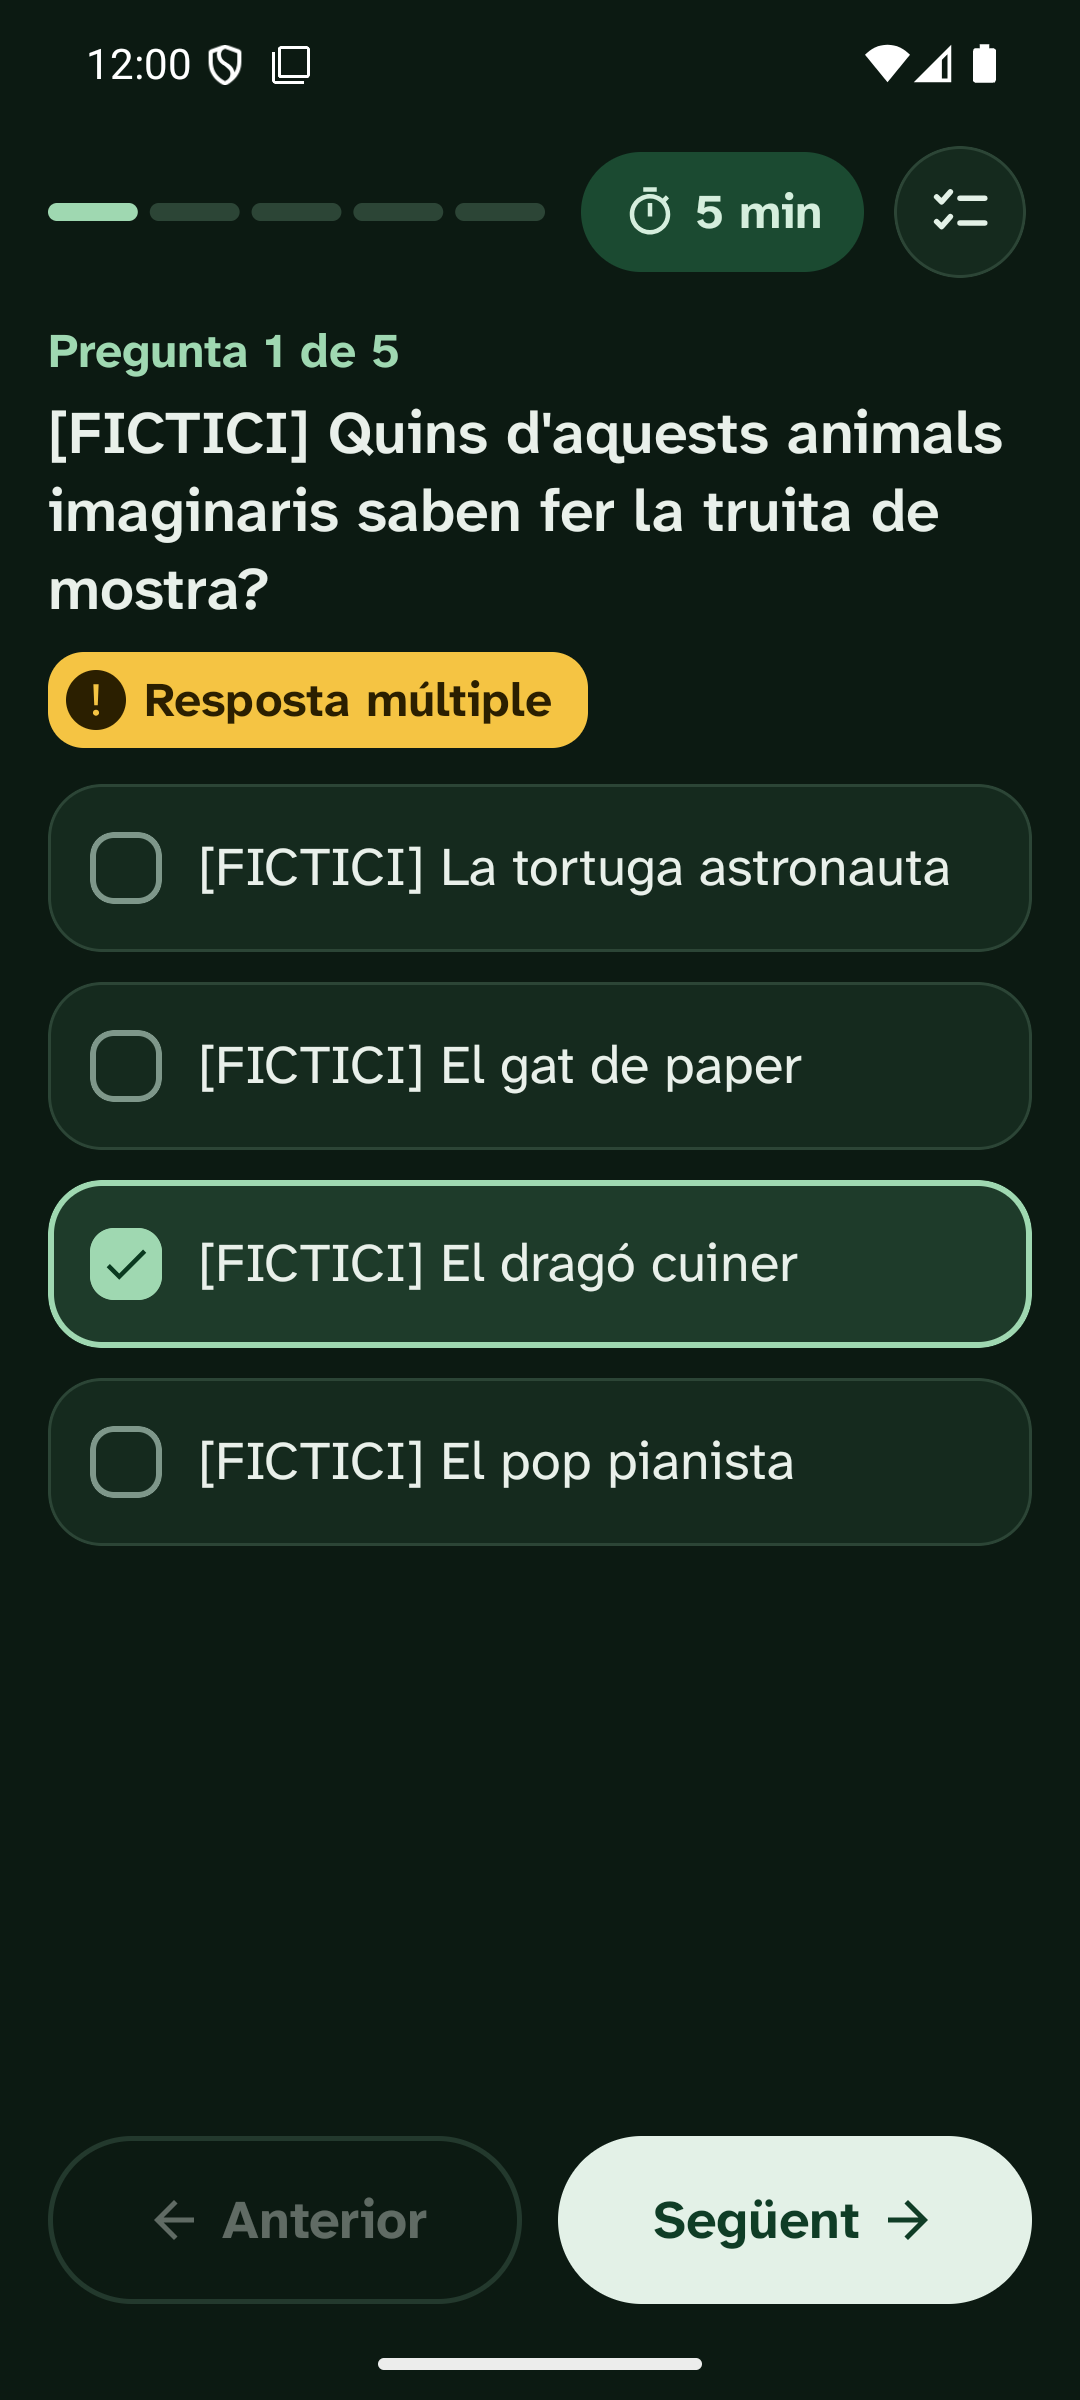 12:00
5 min
Pregunta 1 de 5
[FICTICI] Quins d'aquests animals
imaginaris saben fer la truita de
mostra?
! Resposta múltiple
[FICTICI] La tortuga astronauta
[FICTICI] El gat de paper
[FICTICI] El dragó cuiner
[FICTICI] El pop pianista
← Anterior
Següent →